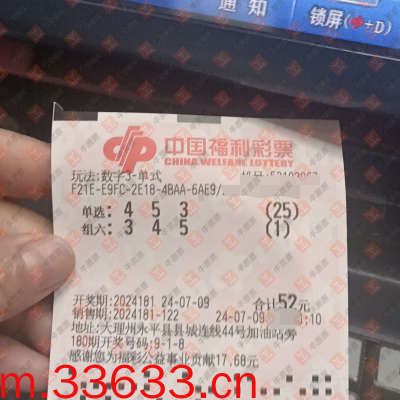 通知
锁屏(+D)
中国福利彩票
CHINA WELFARE LOTTERY
玩法:数字3-单式
F21E-E9FC-2E18-4BAA-6AE9/.
单选: 4 5 3 (25)
组六: 3 4 5 (1)
开奖期:2024181 24-07-09 合计52元
销售期:2024181-122 24-07-09 :10
地址:大理州永平县县城连线44号加油站旁
180期开奖号码:9-1-8
感谢您为福彩公益事业贡献17.68元
m.33633.cn